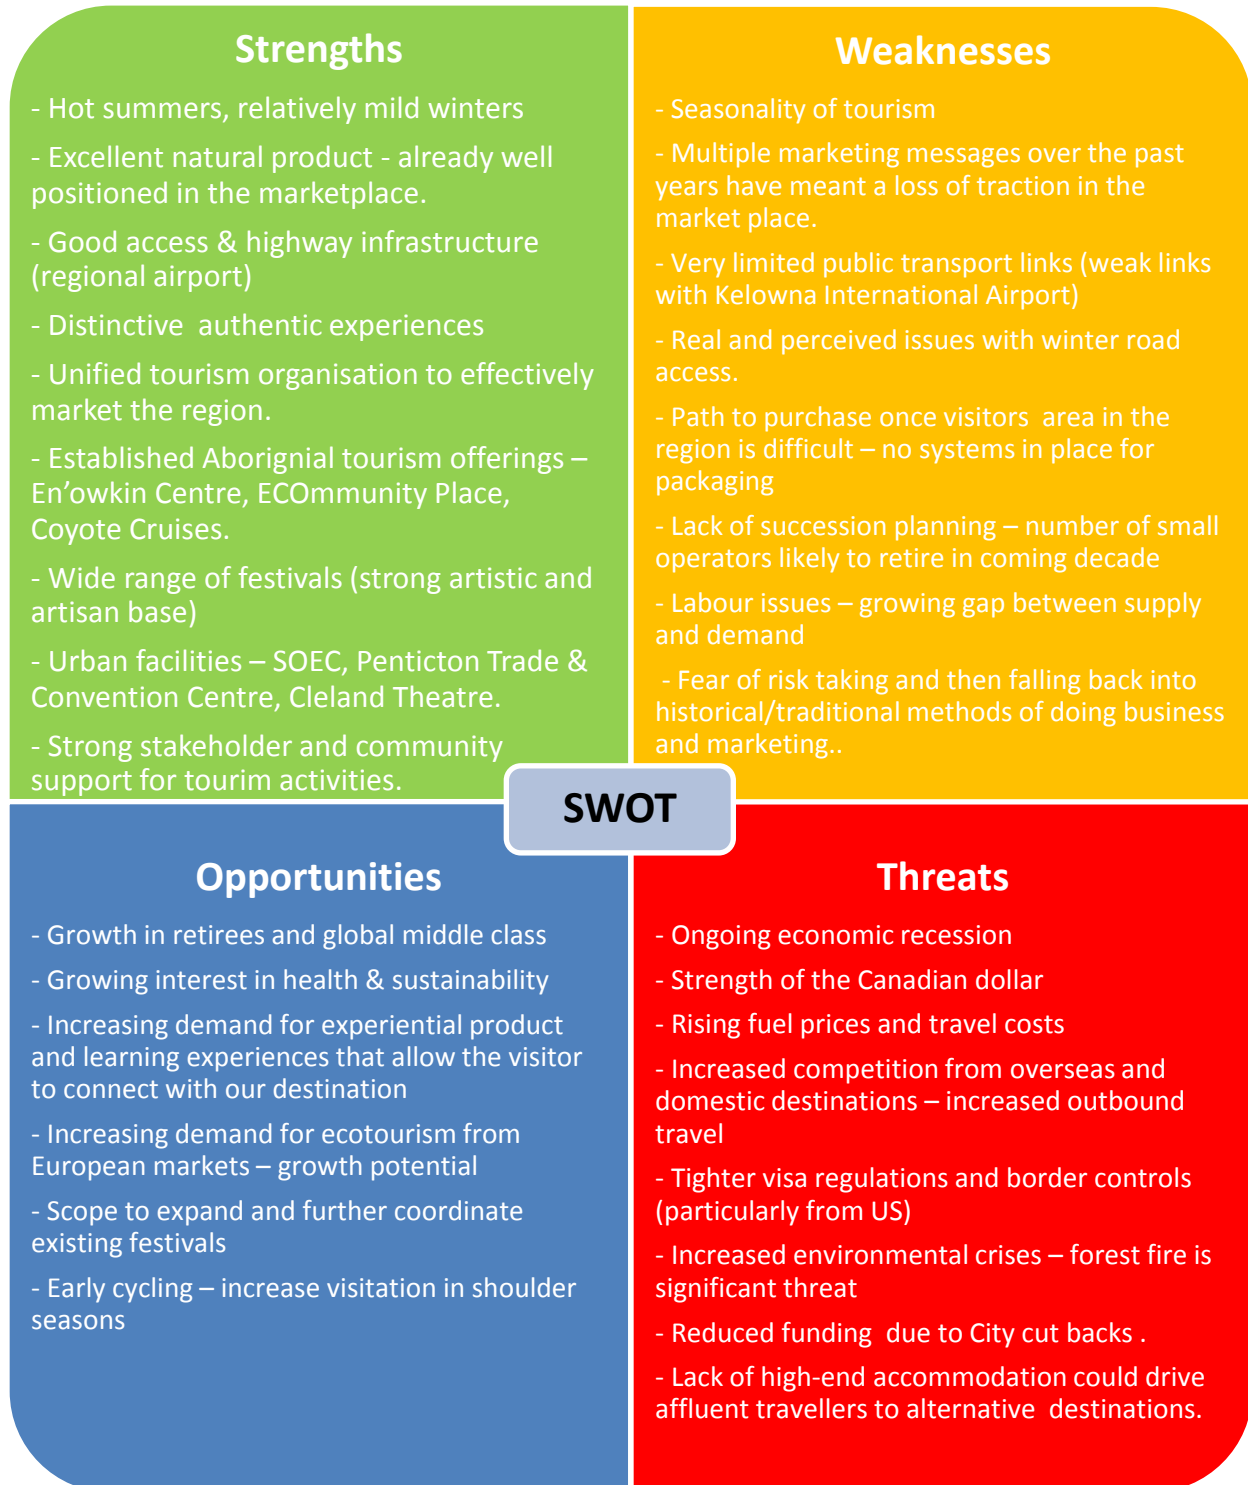 Strengths
- Hot summers, relatively mild winters
- Excellent natural product - already well
positioned in the marketplace.
- Good access & highway infrastructure
(regional airport)
- Distinctive  authentic experiences
- Unified tourism organisation to effectively
market the region.
- Established Aborignial tourism offerings –
En'owkin Centre, ECOmmunity Place,
Coyote Cruises.
- Wide range of festivals (strong artistic and
artisan base)
- Urban facilities – SOEC, Penticton Trade &
Convention Centre, Cleland Theatre.
- Strong stakeholder and community
support for tourim activities.
Weaknesses
- Seasonality of tourism
- Multiple marketing messages over the past
years have meant a loss of traction in the
market place.
- Very limited public transport links (weak links
with Kelowna International Airport)
- Real and perceived issues with winter road
access.
- Path to purchase once visitors  area in the
region is difficult – no systems in place for
packaging
- Lack of succession planning – number of small
operators likely to retire in coming decade
- Labour issues – growing gap between supply
and demand
- Fear of risk taking and then falling back into
historical/traditional methods of doing business
and marketing..
SWOT
Opportunities
- Growth in retirees and global middle class
- Growing interest in health & sustainability
- Increasing demand for experiential product
and learning experiences that allow the visitor
to connect with our destination
- Increasing demand for ecotourism from
European markets – growth potential
- Scope to expand and further coordinate
existing festivals
- Early cycling – increase visitation in shoulder
seasons
Threats
- Ongoing economic recession
- Strength of the Canadian dollar
- Rising fuel prices and travel costs
- Increased competition from overseas and
domestic destinations – increased outbound
travel
- Tighter visa regulations and border controls
(particularly from US)
- Increased environmental crises – forest fire is
significant threat
- Reduced funding  due to City cut backs .
- Lack of high-end accommodation could drive
affluent travellers to alternative  destinations.